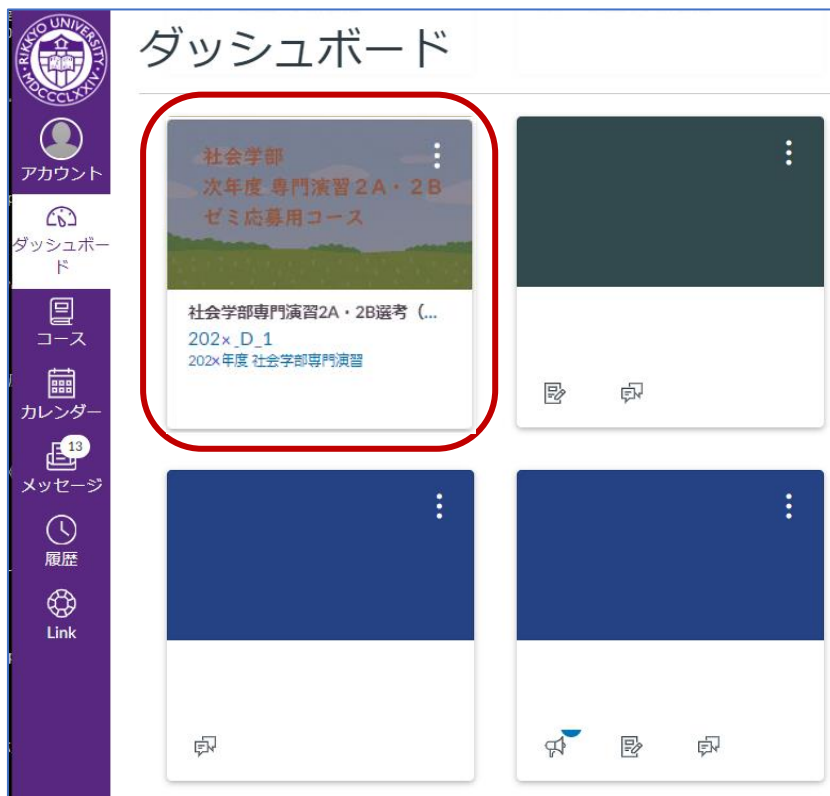 RIKKYO UNIVERSITY
MDCCCLXXIV
ダッシュボード
アカウント
ダッシュボー
ド
コース
カレンダー
13
メッセージ
履歴
Link
社会学部
次年度 専門演習2A・2B
ゼミ応募用コース
社会学部専門演習2A・2B選考（...
202×_D_1
202×年度 社会学部専門演習